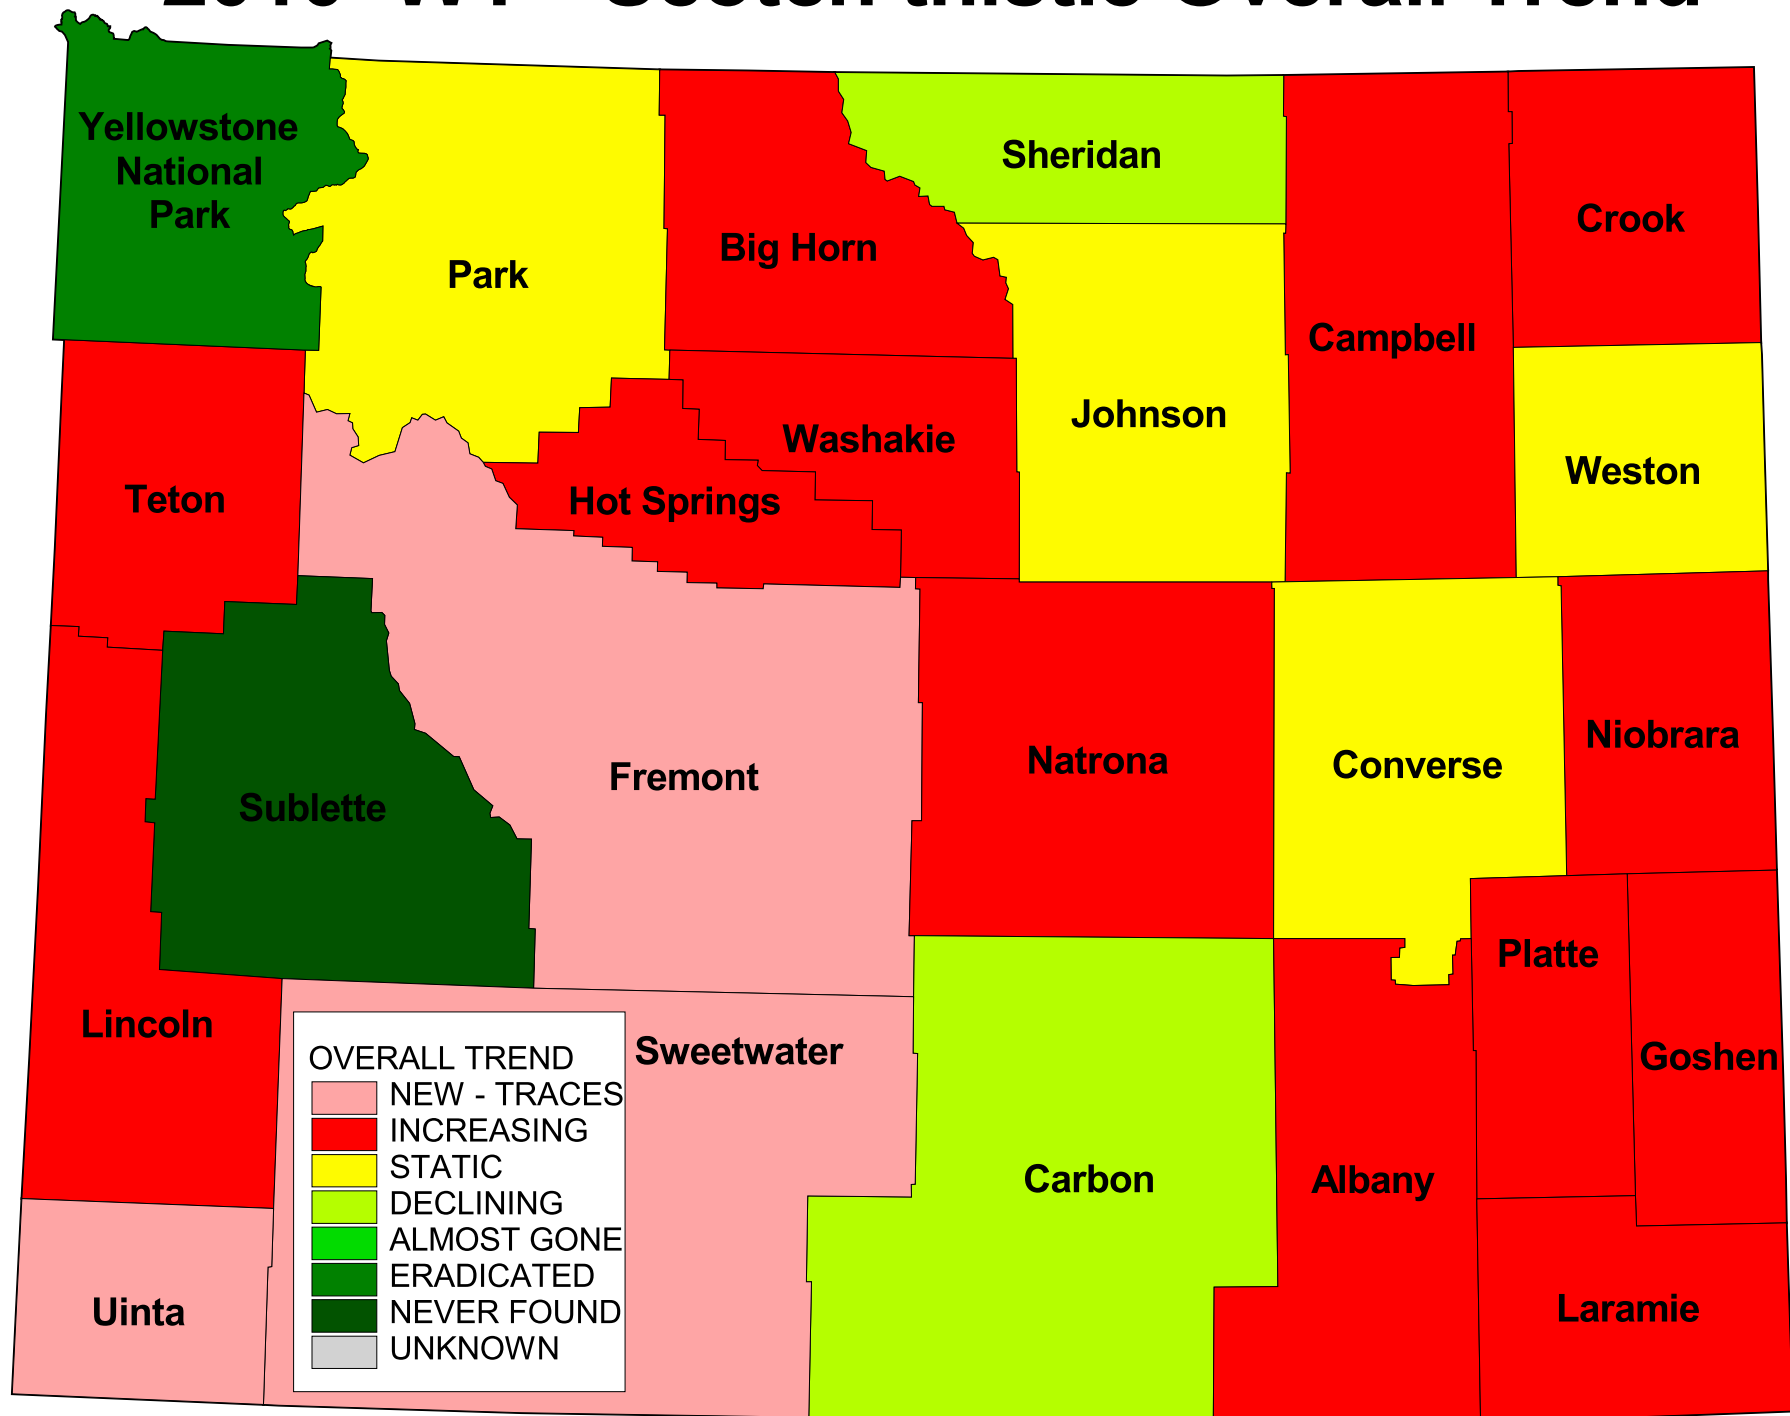 Yellowstone
National
Park
Park
Big Horn
Sheridan
Campbell
Crook
Johnson
Weston
Washakie
Hot Springs
Teton
Sublette
Fremont
Natrona
Converse
Niobrara
Lincoln
Sweetwater
Carbon
Albany
Platte
Goshen
Laramie
Uinta
OVERALL TREND
NEW - TRACES
INCREASING
STATIC
DECLINING
ALMOST GONE
ERADICATED
NEVER FOUND
UNKNOWN